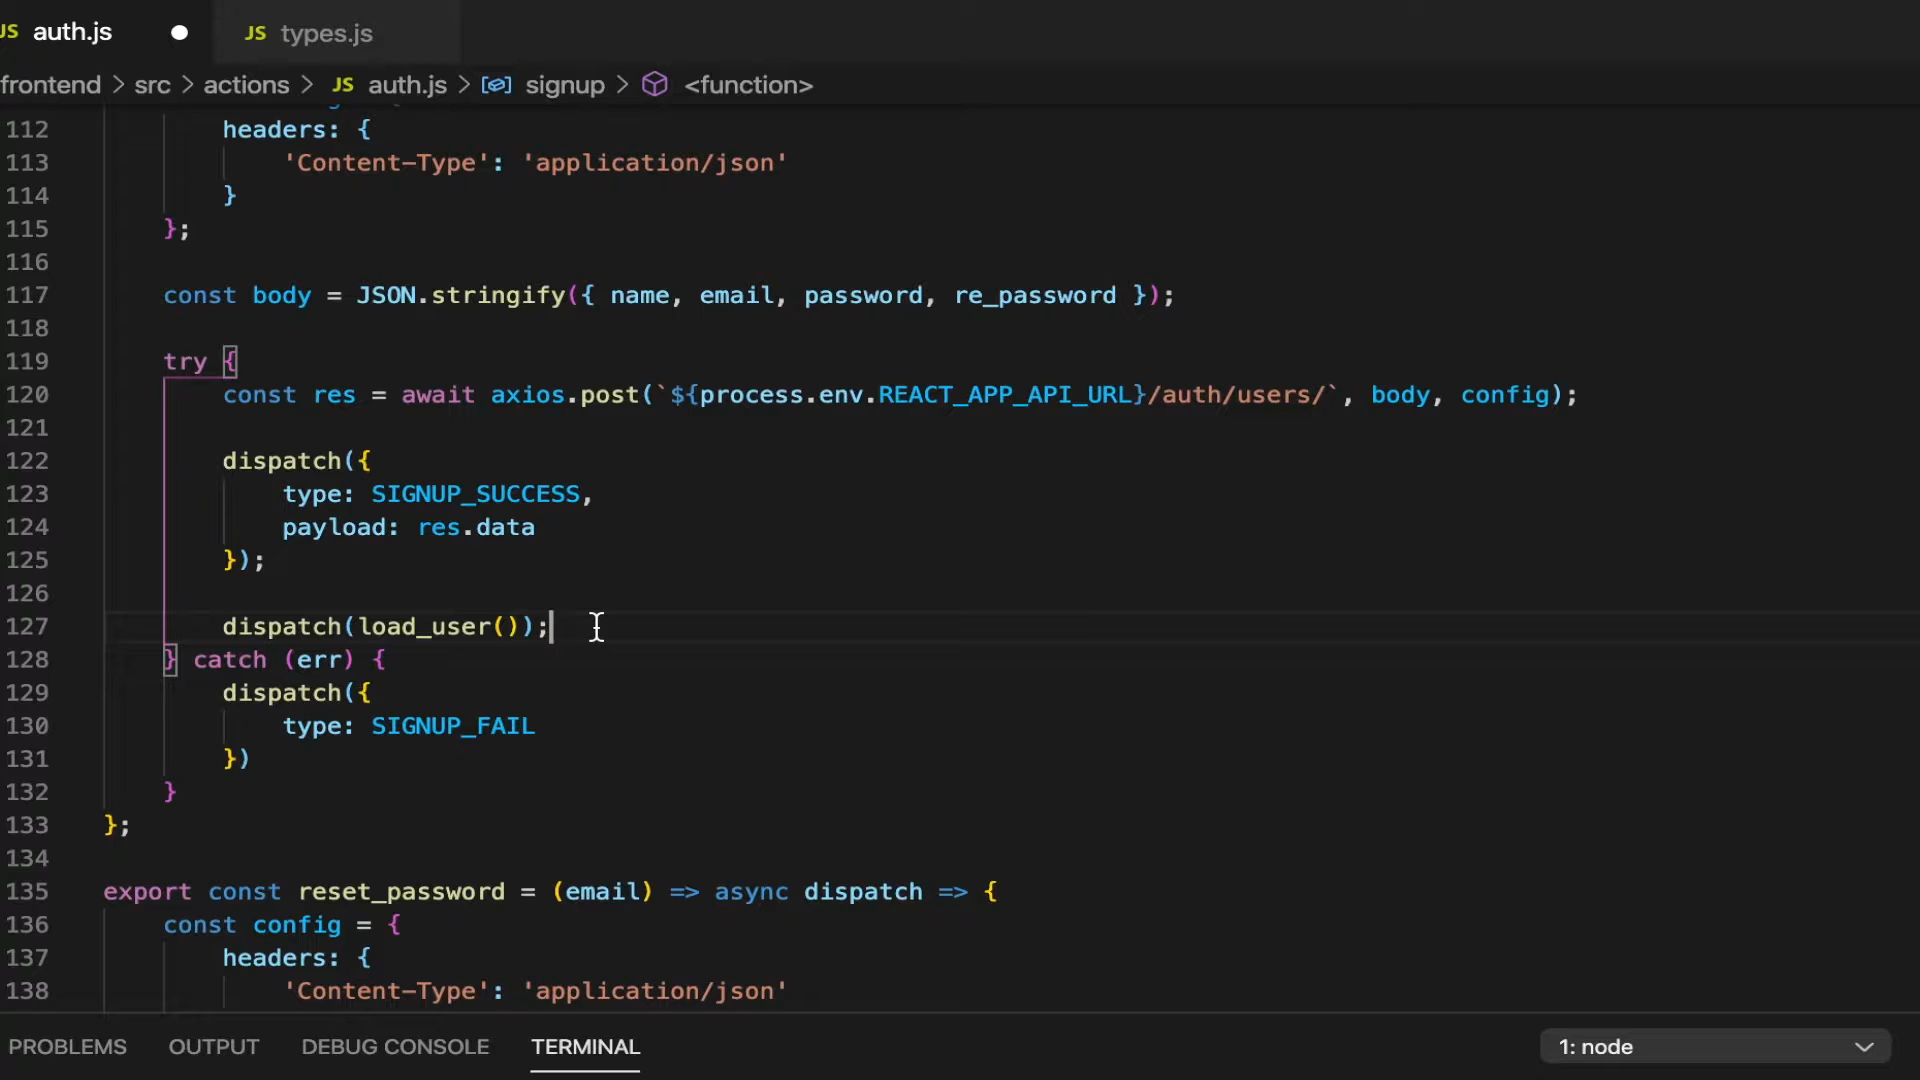 JS auth.js
JS types.js
frontend > src > actions > JS auth.js > signup > <function>
112 headers: {
113 'Content-Type': 'application/json'
114 }
115 };
116
117 const body = JSON.stringify({ name, email, password, re_password });
118
119 try {
120 const res = await axios.post(`${process.env.REACT_APP_API_URL}/auth/users/`, body, config);
121
122 dispatch({
123 type: SIGNUP_SUCCESS,
124 payload: res.data
125 });
126
127 dispatch(load_user());
128 } catch (err) {
129 dispatch({
130 type: SIGNUP_FAIL
131 })
132 }
133 };
134
135 export const reset_password = (email) => async dispatch => {
136 const config = {
137 headers: {
138 'Content-Type': 'application/json'
PROBLEMS OUTPUT DEBUG CONSOLE TERMINAL 1: node